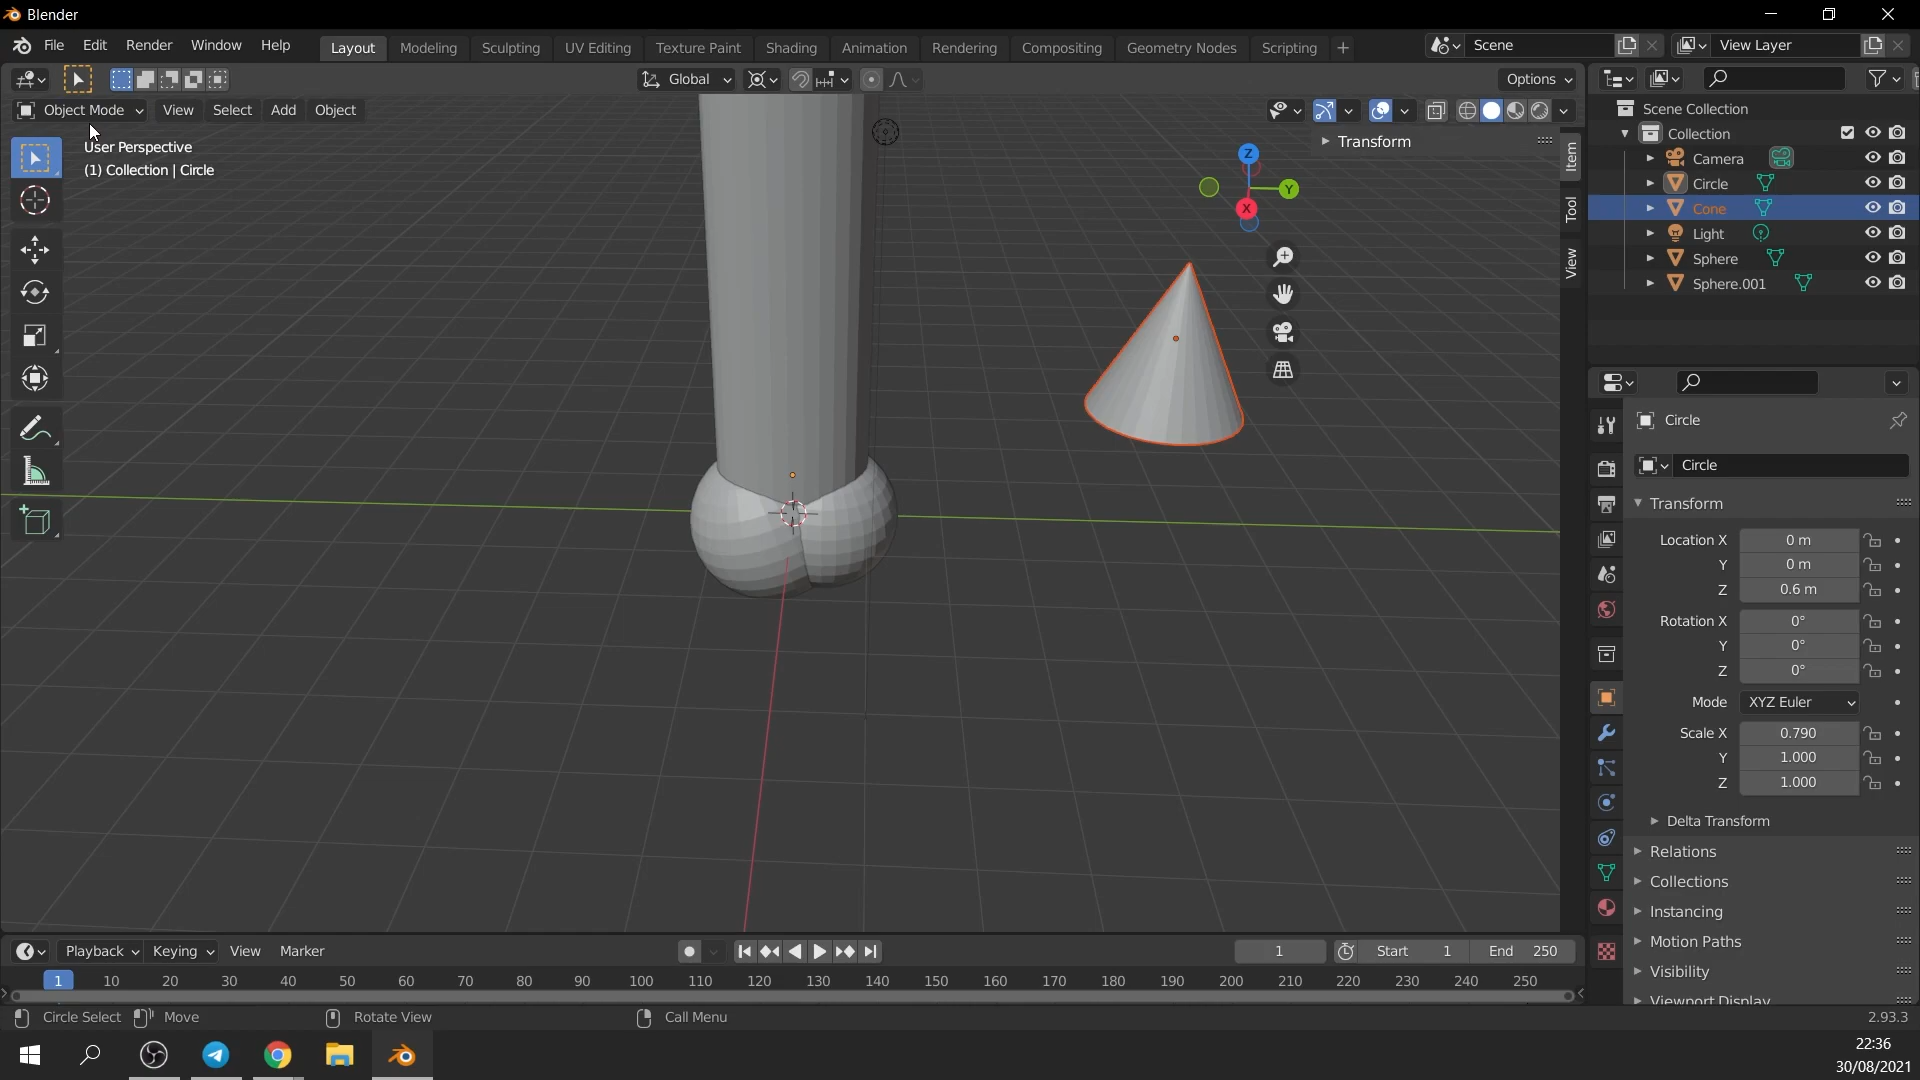 Blender
File Edit Render Window Help Layout Modeling Sculpting UV Editing Texture Paint Shading Animation Rendering Compositing Geometry Nodes Scripting + Scene View Layer
Global Options
Object Mode View Select Add Object
User Perspective
(1) Collection | Circle
Transform
Item
Tool
View
Z
Y
X
Scene Collection
Collection
Camera
Circle
Cone
Light
Sphere
Sphere.001
Circle
Circle
Transform
Location X 0 m
Y 0 m
Z 0.6 m
Rotation X 0°
Y 0°
Z 0°
Mode XYZ Euler
Scale X 0.790
Y 1.000
Z 1.000
Delta Transform
Relations
Collections
Instancing
Motion Paths
Visibility
Viewport Display
Playback Keying View Marker 1 Start 1 End 250
1 10 20 30 40 50 60 70 80 90 100 110 120 130 140 150 160 170 180 190 200 210 220 230 240 250
Circle Select Move Rotate View Call Menu 2.93.3
22:36
30/08/2021